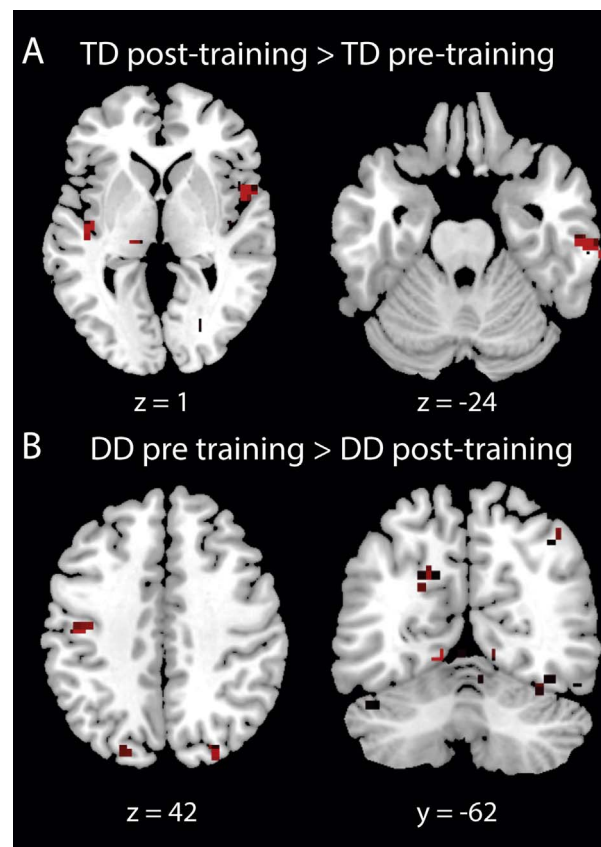 A TD post-training > TD pre-training
z = 1 z = -24
B DD pre training > DD post-training
z = 42 y = -62